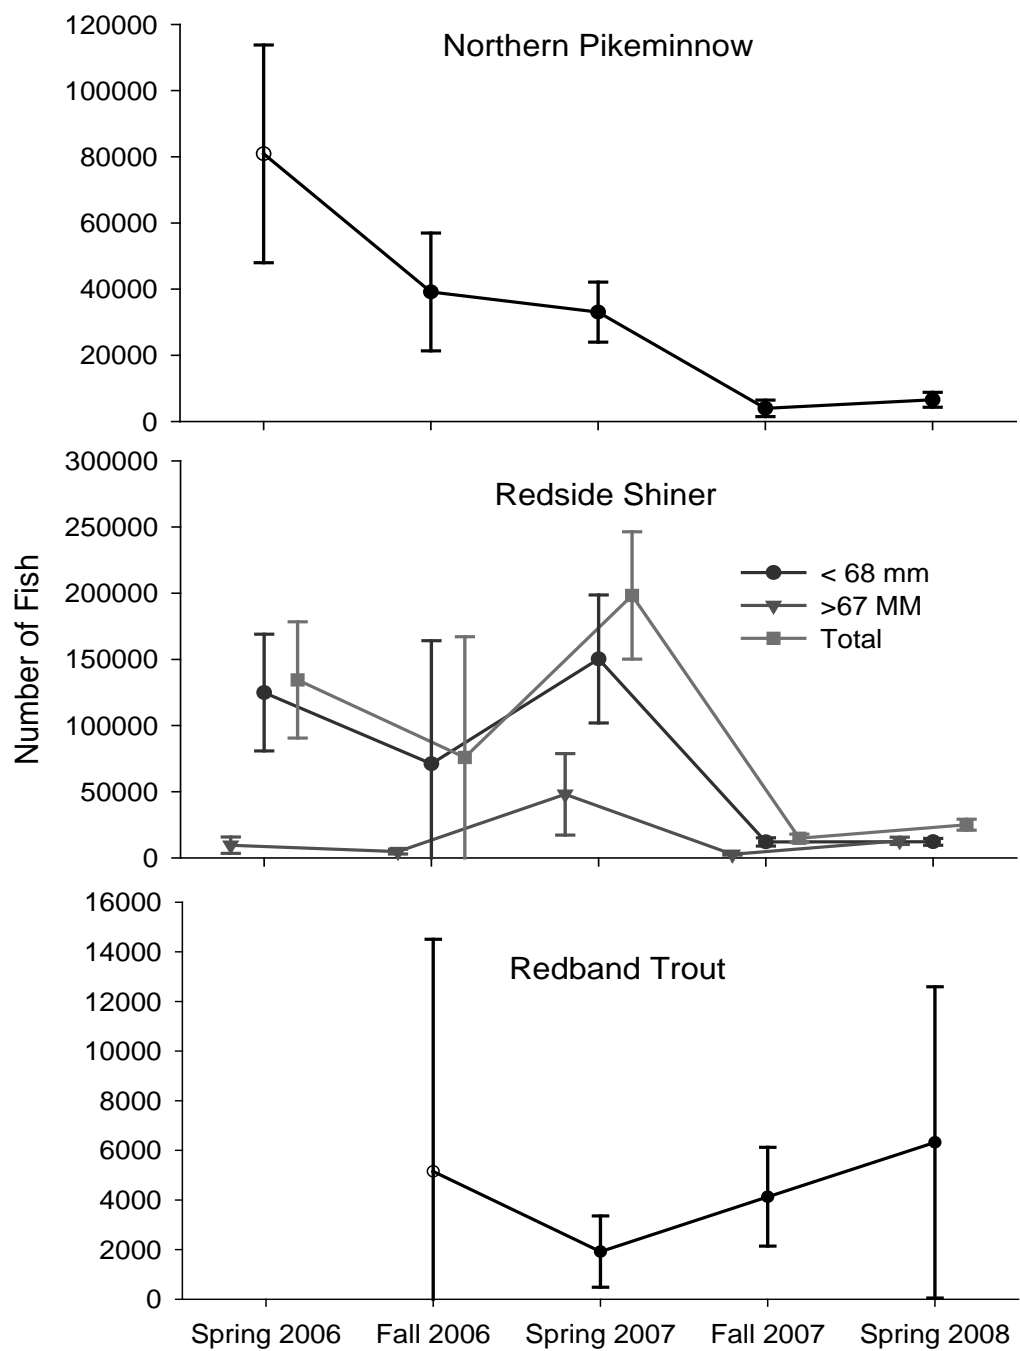 Northern Pikeminnow
120000
100000
80000
60000
40000
20000
0
Number of Fish
Redside Shiner
300000
250000
200000
150000
100000
50000
0
< 68 mm
>67 MM
Total
Redband Trout
16000
14000
12000
10000
8000
6000
4000
2000
0
Spring 2006 Fall 2006 Spring 2007 Fall 2007 Spring 2008